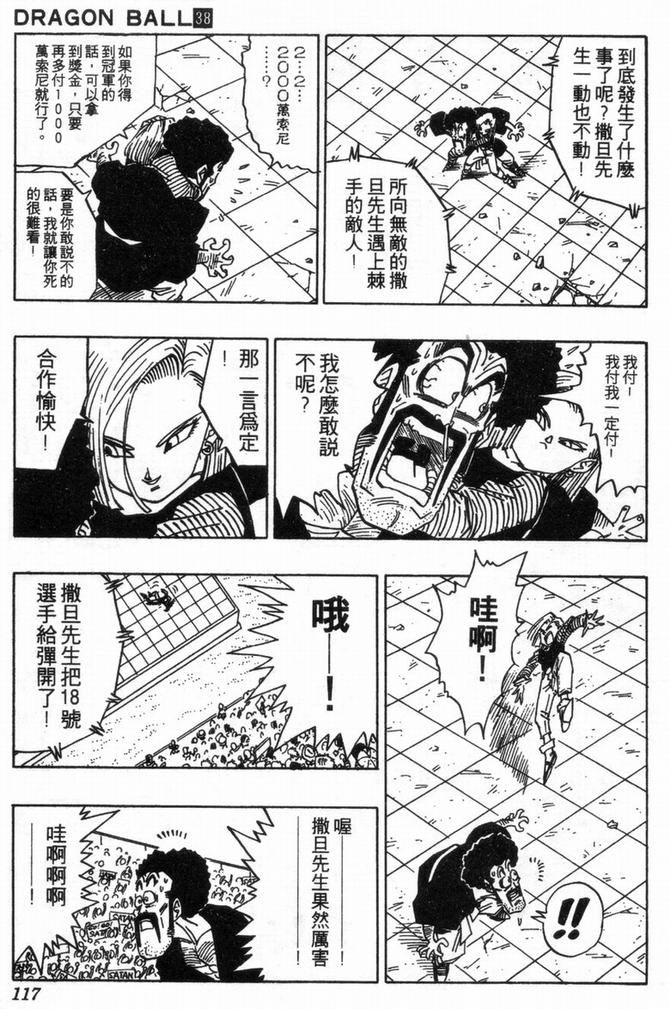 DRAGON BALL 38
到底發生了什麼
事了呢？撒旦先
生一動也不動！
所向無敵的撒
旦先生遇上棘
手的敵人！
2…2…
2000萬索尼
……？
如果你得
到冠軍的
話，可以拿
到獎金，只要
再多付1000
萬索尼就行了。
要是你敢說不的
話，我就讓你死
的很難看！
我付—
我付我一定付—！
我怎麼敢說
不呢？
那一言爲定
！
合作愉快！
哇啊！
!!
哦——！
撒旦先生把18號
選手給彈開了！
喔——
撒旦先生果然厲害
——！
哇啊啊啊
——！
SATAN
SATAN
SATAN
117